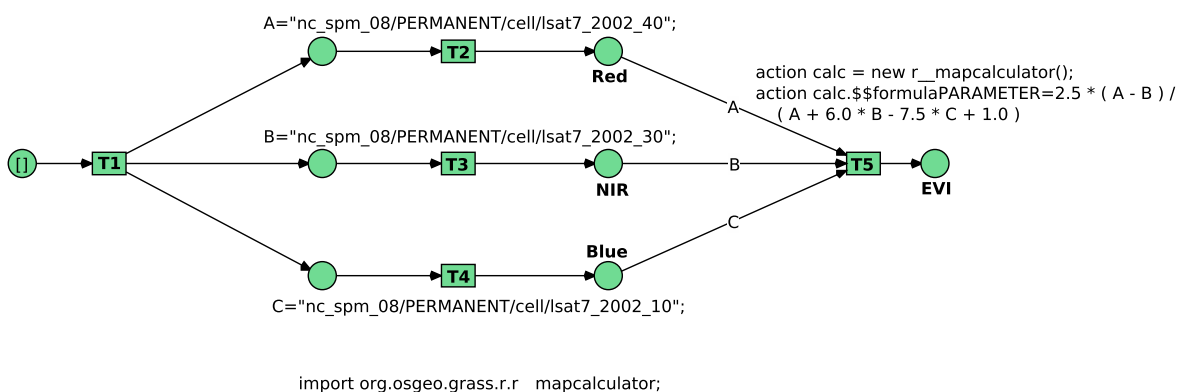 A="nc_spm_08/PERMANENT/cell/lsat7_2002_40";
T2
Red
action calc = new r__mapcalculator();
action calc.$$formulaPARAMETER=2.5 * ( A - B ) /
( A + 6.0 * B - 7.5 * C + 1.0 )
A
B="nc_spm_08/PERMANENT/cell/lsat7_2002_30";
[]
T1
T3
NIR
B
T5
EVI
C
Blue
T4
C="nc_spm_08/PERMANENT/cell/lsat7_2002_10";
import org.osgeo.grass.r.r mapcalculator;